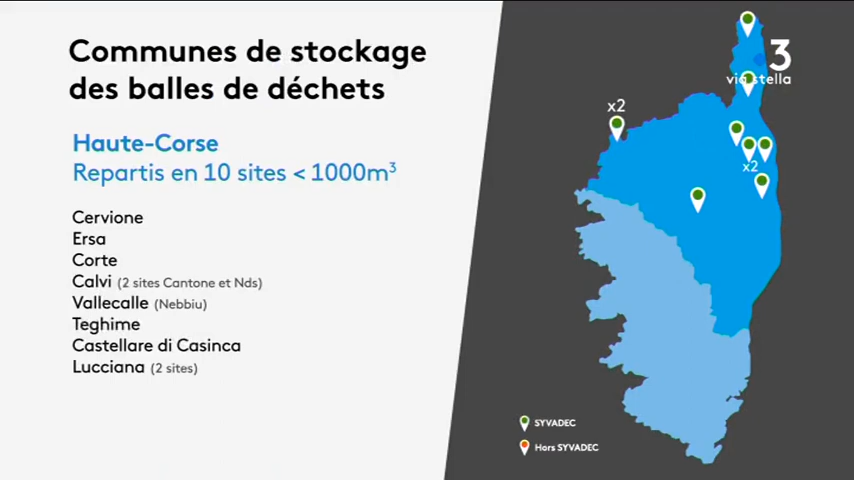 Communes de stockage
des balles de déchets
Haute-Corse
Repartis en 10 sites < 1000m³
Cervione
Ersa
Corte
Calvi (2 sites Cantone et Nds)
Vallecalle (Nebbiu)
Teghime
Castellare di Casinca
Lucciana (2 sites)
3
via stella
x2
x2
SYVADEC
Hors SYVADEC